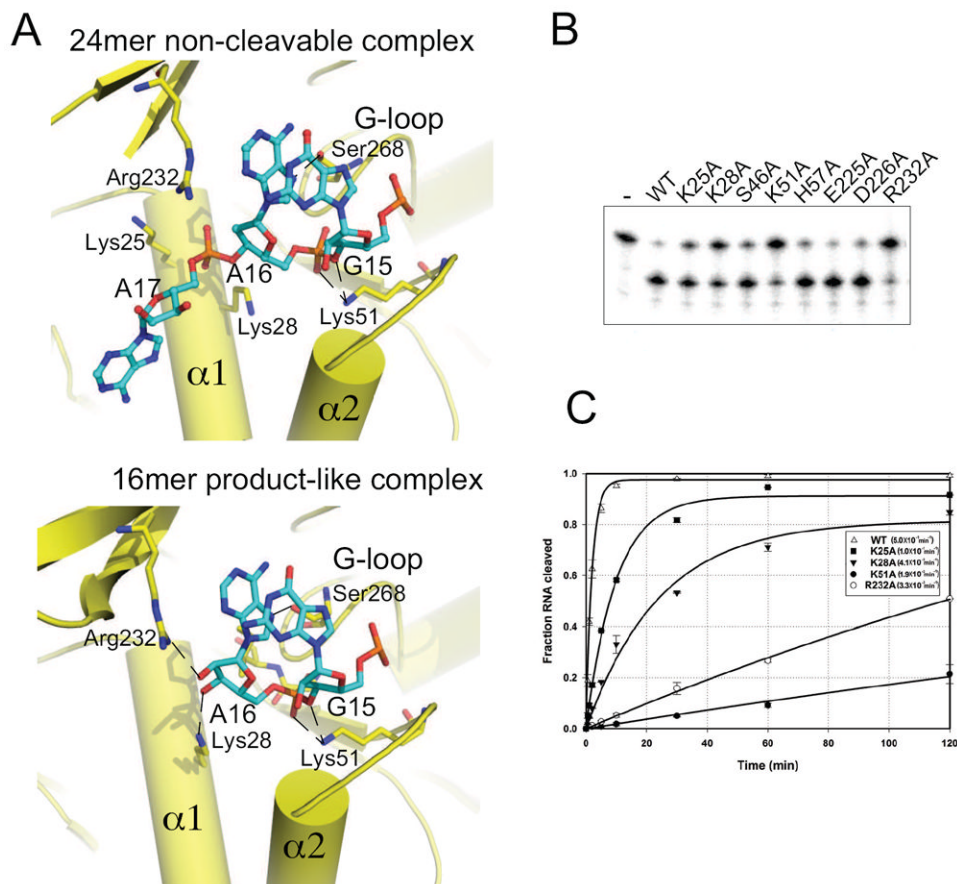 A
24mer non-cleavable complex
G-loop
Ser268
Arg232
Lys25
A17
A16
G15
Lys28
Lys51
α1
α2
16mer product-like complex
G-loop
Ser268
Arg232
A16
G15
Lys28
Lys51
α1
α2
B
- WT K25A K28A S46A K51A H57A E225A D226A R232A
C
1.0
0.8
0.6
0.4
0.2
0.0
Fraction RNA cleaved
WT
K25A
K28A
K51A
R232A
0 20 40 60 80 100 120
Time (min)